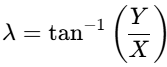 λ = tan⁻¹ (Y/X)